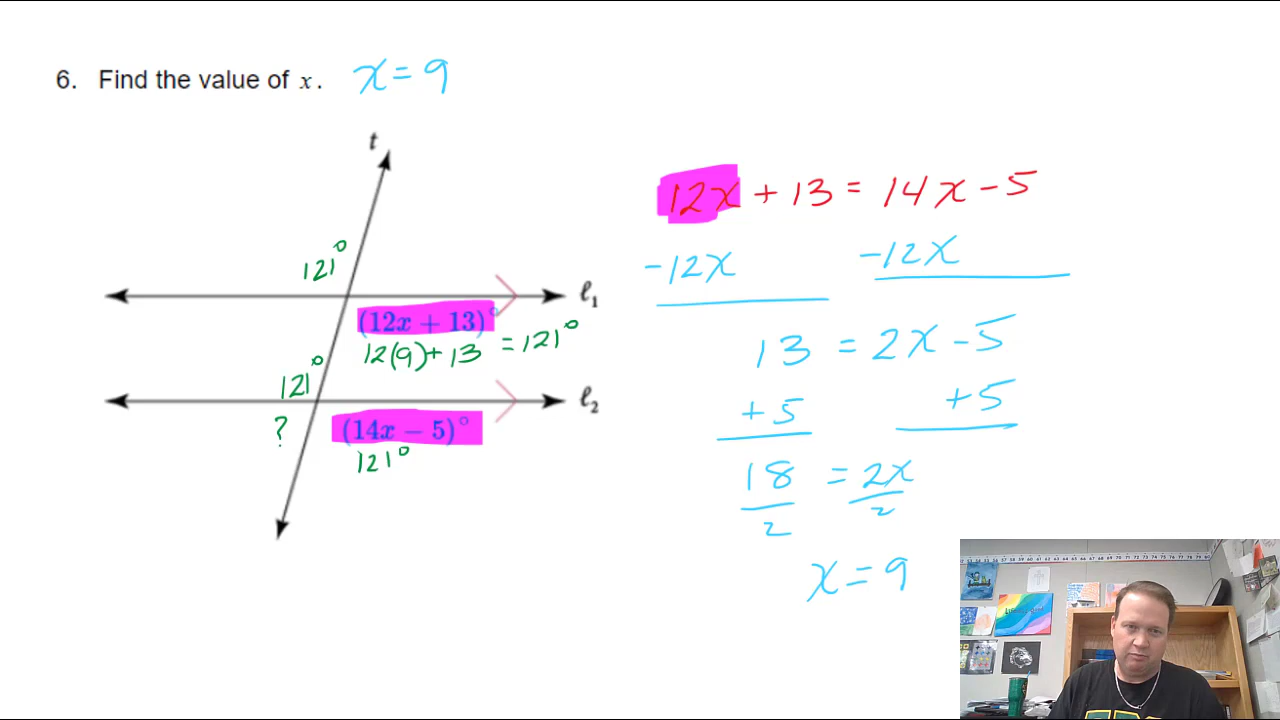 6. Find the value of x. x = 9
t
12x + 13 = 14x - 5
121°
-12x -12x
ℓ₁
(12x + 13)°
12(9) + 13 = 121°
13 = 2x - 5
121°
ℓ₂
+5 +5
?
(14x − 5)°
121°
18 = 2x
2 2
x = 9